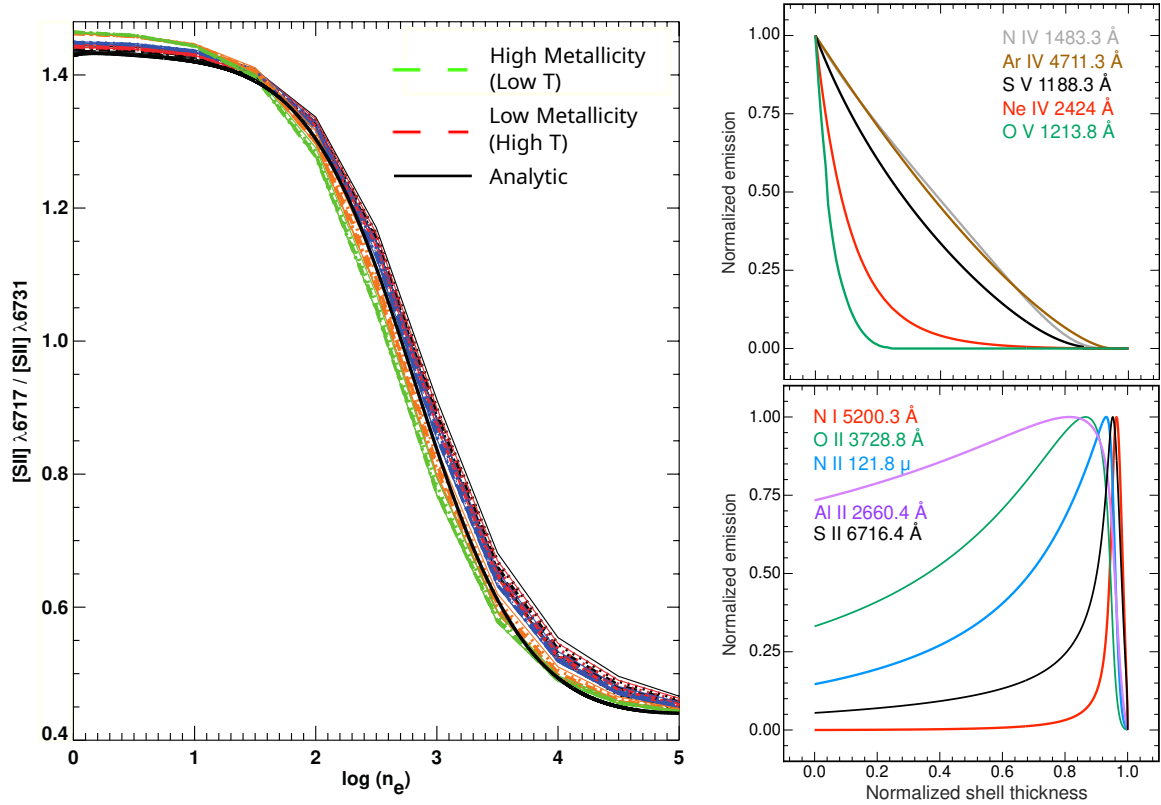 [SII] λ6717 / [SII] λ6731
1.4
1.2
1.0
0.8
0.6
0.4
0
1
2
3
4
5
log (nₑ)
High Metallicity
(Low T)
Low Metallicity
(High T)
Analytic
Normalized emission
1.00
0.75
0.50
0.25
0.00
N IV 1483.3 Å
Ar IV 4711.3 Å
S V 1188.3 Å
Ne IV 2424 Å
O V 1213.8 Å
Normalized emission
1.00
0.75
0.50
0.25
0.00
N I 5200.3 Å
O II 3728.8 Å
N II 121.8 μ
Al II 2660.4 Å
S II 6716.4 Å
0.0
0.2
0.4
0.6
0.8
1.0
Normalized shell thickness